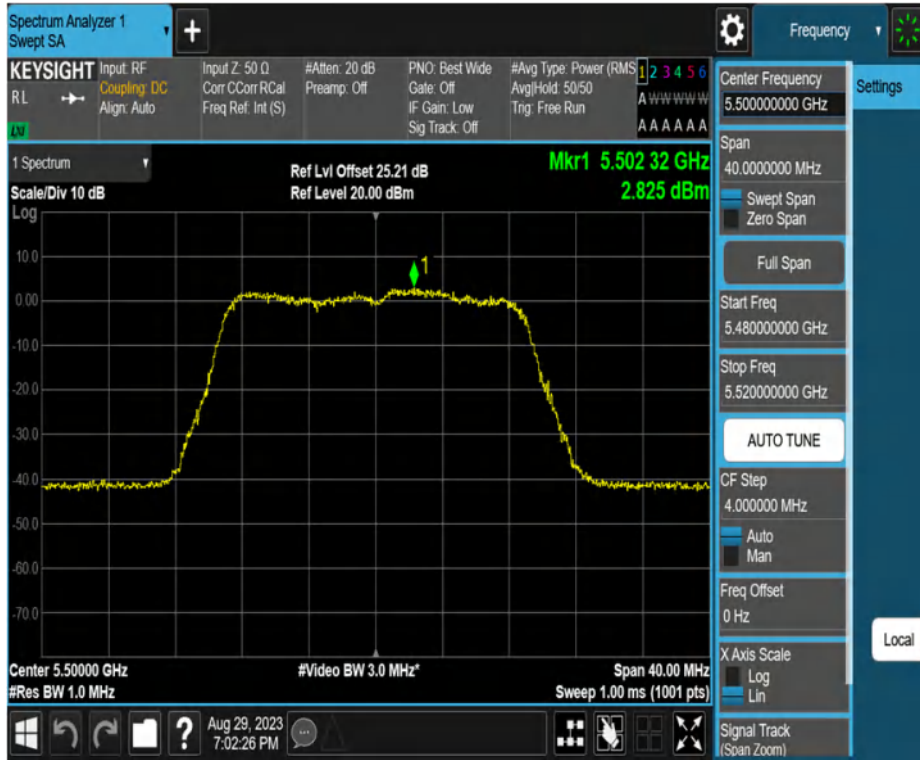 Spectrum Analyzer 1
Swept SA
Frequency
KEYSIGHT
RL
LXI
Input: RF
Coupling: DC
Align: Auto
Input Z: 50 Ω
Corr CCorr RCal
Freq Ref: Int (S)
#Atten: 20 dB
Preamp: Off
PNO: Best Wide
Gate: Off
IF Gain: Low
Sig Track: Off
#Avg Type: Power (RMS
Avg|Hold: 50/50
Trig: Free Run
1 2 3 4 5 6
A W W W W W
A A A A A A
1 Spectrum
Scale/Div 10 dB
Ref Lvl Offset 25.21 dB
Ref Level 20.00 dBm
Mkr1 5.502 32 GHz
2.825 dBm
Log
10.0
0.00
-10.0
-20.0
-30.0
-40.0
-50.0
-60.0
-70.0
1
Center 5.50000 GHz
#Res BW 1.0 MHz
#Video BW 3.0 MHz*
Span 40.00 MHz
Sweep 1.00 ms (1001 pts)
?
Aug 29, 2023
7:02:26 PM
Center Frequency
5.500000000 GHz
Span
40.0000000 MHz
Swept Span
Zero Span
Full Span
Start Freq
5.480000000 GHz
Stop Freq
5.520000000 GHz
AUTO TUNE
CF Step
4.000000 MHz
Auto
Man
Freq Offset
0 Hz
X Axis Scale
Log
Lin
Signal Track
(Span Zoom)
Settings
Local